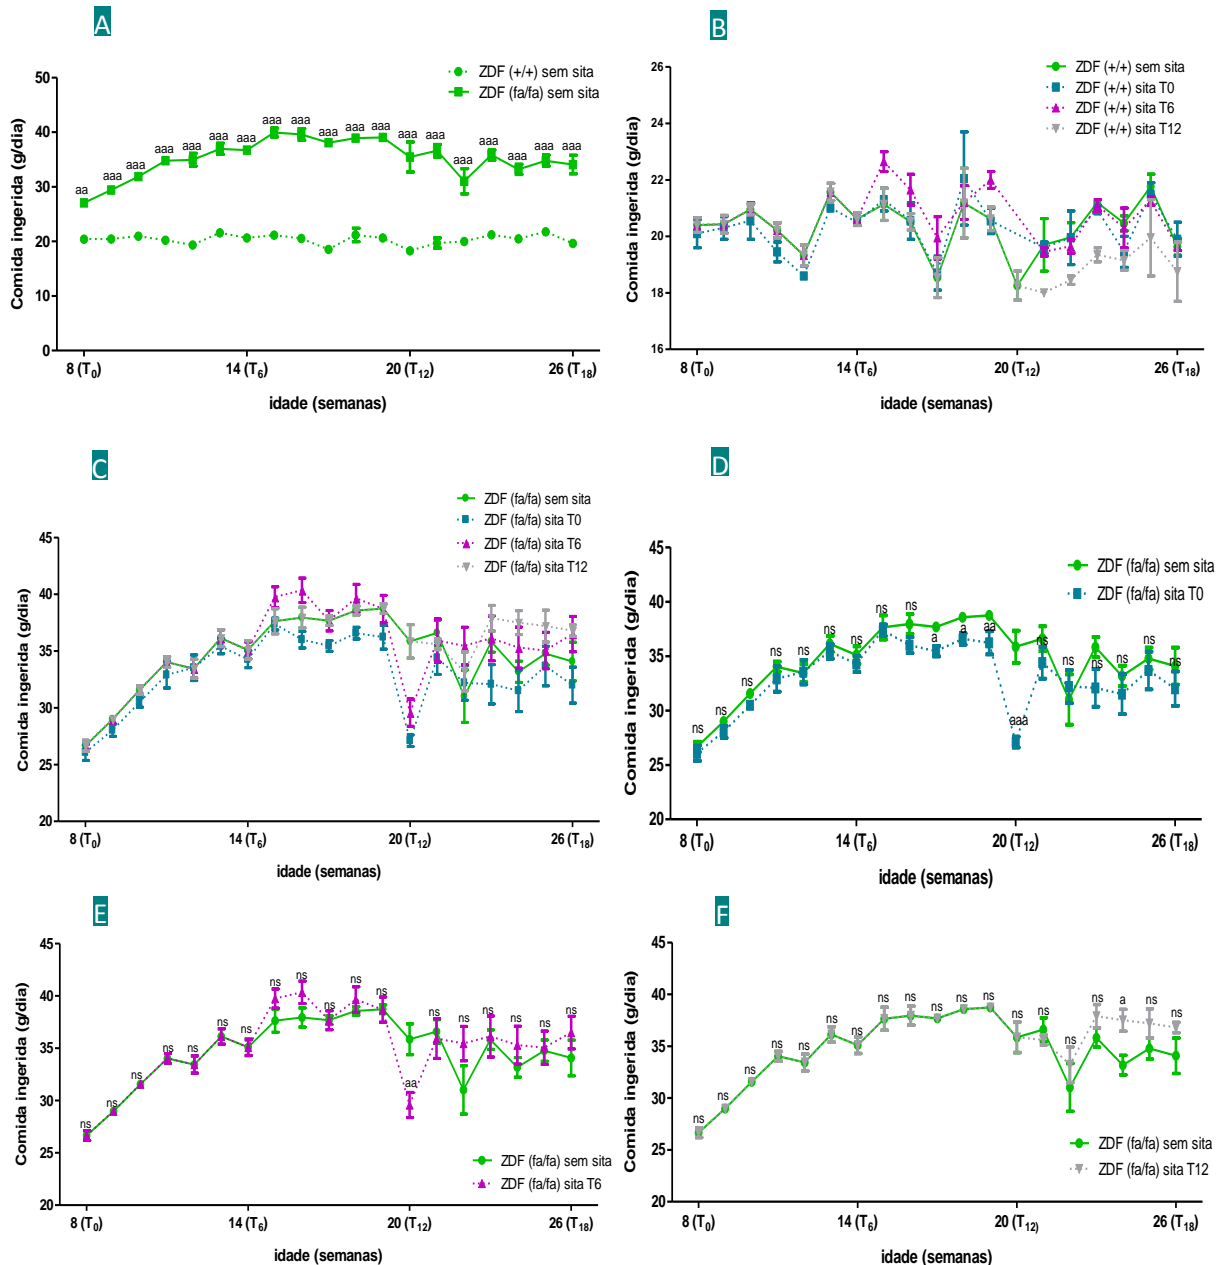 A
ZDF (+/+) sem sita
ZDF (fa/fa) sem sita
Comida ingerida (g/dia)
50
40
30
20
10
0
aa aaa aaa aaa aaa aaa aaa aaa aaa aaa aaa aaa aaa aaa aaa aaa aaa aaa aaa
8 (T0) 14 (T6) 20 (T12) 26 (T18)
idade (semanas)
B
ZDF (+/+) sem sita
ZDF (+/+) sita T0
ZDF (+/+) sita T6
ZDF (+/+) sita T12
Comida ingerida (g/dia)
26
24
22
20
18
16
8 (T0) 14 (T6) 20 (T12) 26 (T18)
idade (semanas)
C
ZDF (fa/fa) sem sita
ZDF (fa/fa) sita T0
ZDF (fa/fa) sita T6
ZDF (fa/fa) sita T12
Comida ingerida (g/dia)
45
40
35
30
25
20
8 (T0) 14 (T6) 20 (T12) 26 (T18)
idade (semanas)
D
ZDF (fa/fa) sem sita
ZDF (fa/fa) sita T0
Comida ingerida (g/dia)
45
40
35
30
25
20
ns ns ns ns ns ns ns ns ns a a aa aaa ns ns ns ns ns ns
8 (T0) 14 (T6) 20 (T12) 26 (T18)
idade (semanas)
E
Comida ingerida (g/dia)
45
40
35
30
25
20
ns ns ns ns ns ns ns ns ns ns ns ns aa ns ns ns ns ns ns
ZDF (fa/fa) sem sita
ZDF (fa/fa) sita T6
8 (T0) 14 (T6) 20 (T12) 26 (T18)
idade (semanas)
F
Comida ingerida (g/dia)
45
40
35
30
25
20
ns ns ns ns ns ns ns ns ns ns ns ns ns ns ns ns a ns ns
ZDF (fa/fa) sem sita
ZDF (fa/fa) sita T12
8 (T0) 14 (T6) 20 (T12) 26 (T18)
idade (semanas)